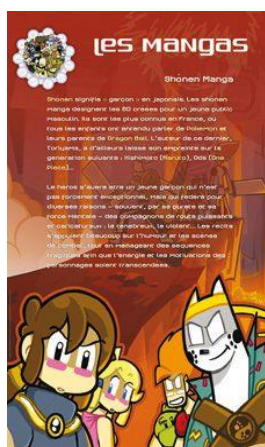 Les Mangas
Shonen Manga
Shonen signifie « garçon » en japonais. Les shonen
manga désignent les BD créées pour un jeune public
masculin. Ils sont les plus connus en France, où
tous les enfants ont entendu parler de Pokemon et
leurs parents de Dragon Ball. L'auteur de ce dernier,
Toriyama, a d'ailleurs laissé son empreinte sur la
génération suivante : Kishimoto (Naruto), Oda (One
Piece)...
Le héros s'avère être un jeune garçon qui n'est
pas forcément exceptionnel, mais qui aidera pour
diverses raisons – souvent, par sa pureté et sa
force mentale – des compagnons de route puissants
et caricaturaux : le ténébreux, le violent... Les récits
s'appuient beaucoup sur l'humour et les scènes
de combat, tout en ménageant des séquences
tragiques afin que l'énergie et les motivations des
personnages soient transcendées.